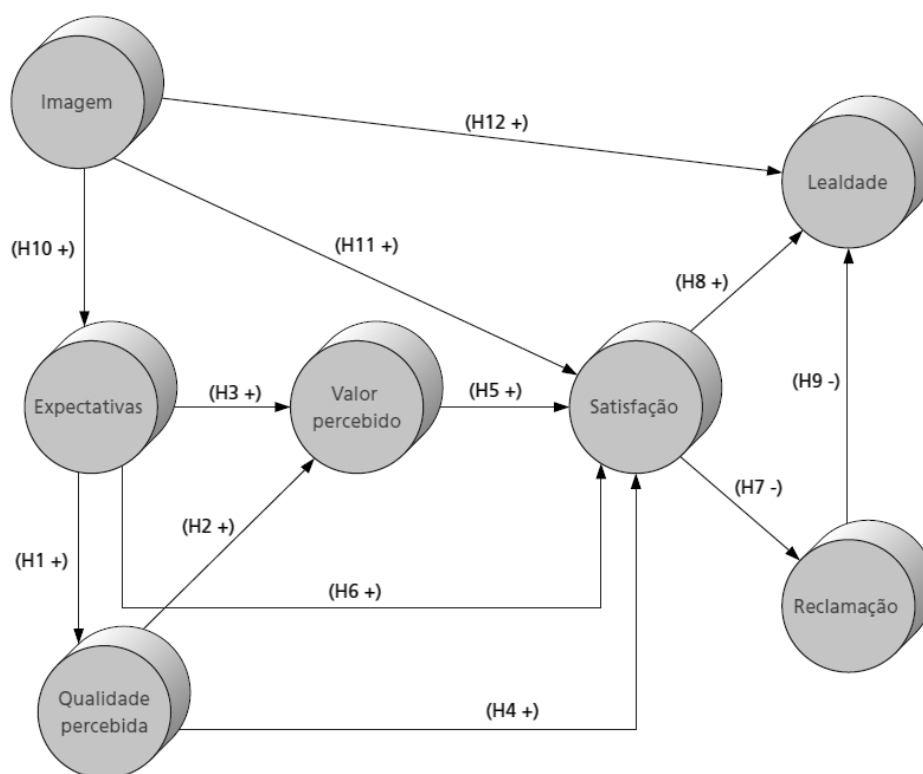 Imagem
(H12 +)
Lealdade
(H10 +)
(H11 +)
(H8 +)
Expectativas
(H3 +)
Valor
percebido
(H5 +)
Satisfação
(H9 -)
(H7 -)
(H2 +)
(H1 +)
(H6 +)
Reclamação
Qualidade
percebida
(H4 +)